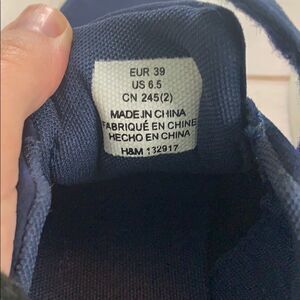 EUR 39
US 6.5
CN 245(2)
MADE IN CHINA
FABRIQUÉ EN CHINE
HECHO EN CHINA
H&M 132917